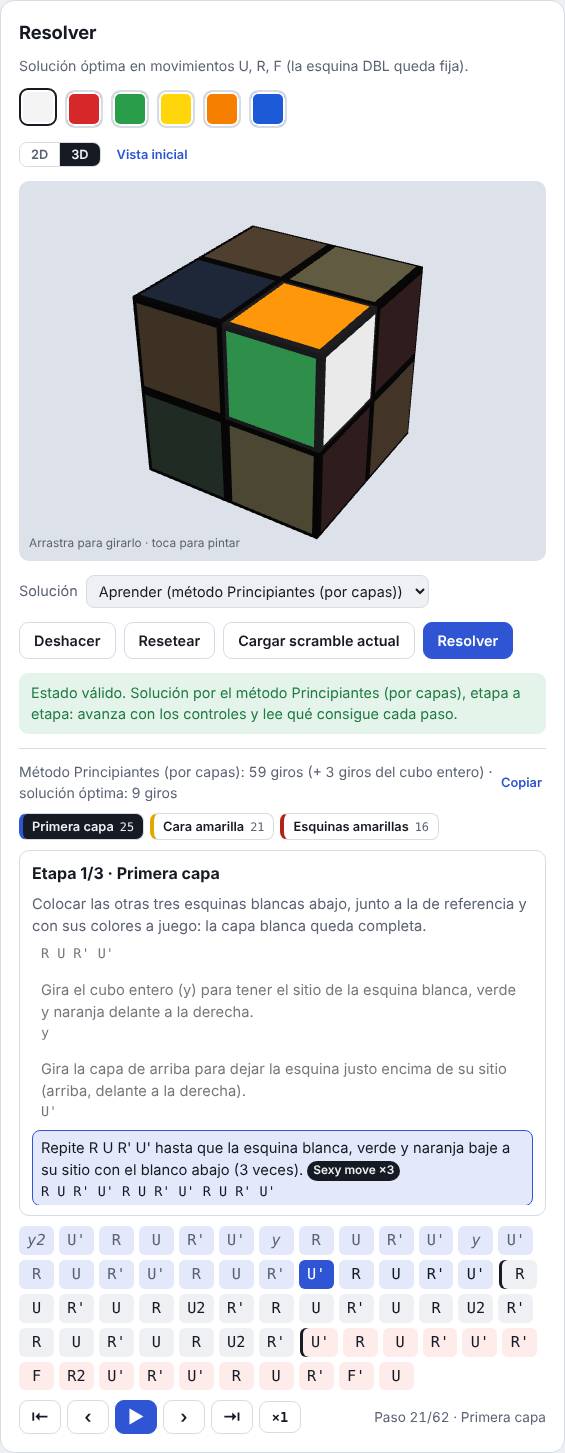 Resolver
Solución óptima en movimientos U, R, F (la esquina DBL queda fija).
2D 3D Vista inicial
Arrastra para girarlo · toca para pintar
Solución Aprender (método Principiantes (por capas))
Deshacer Resetear Cargar scramble actual Resolver
Estado válido. Solución por el método Principiantes (por capas), etapa a
etapa: avanza con los controles y lee qué consigue cada paso.
Método Principiantes (por capas): 59 giros (+ 3 giros del cubo entero) ·
solución óptima: 9 giros
Copiar
Primera capa 25 Cara amarilla 21 Esquinas amarillas 16
Etapa 1/3 · Primera capa
Colocar las otras tres esquinas blancas abajo, junto a la de referencia y
con sus colores a juego: la capa blanca queda completa.
R U R' U'
Gira el cubo entero (y) para tener el sitio de la esquina blanca, verde
y naranja delante a la derecha.
y
Gira la capa de arriba para dejar la esquina justo encima de su sitio
(arriba, delante a la derecha).
U'
Repite R U R' U' hasta que la esquina blanca, verde y naranja baje a
su sitio con el blanco abajo (3 veces). Sexy move ×3
R U R' U' R U R' U' R U R' U'
y2 U' R U R' U' y R U R' U' y U'
R U R' U' R U R' U' R U R' U' R
U R' U R U2 R' R U R' U R U2 R'
R U R' U R U2 R' U' R U R' U' R'
F R2 U' R' U' R U R' F' U
⇤ ‹ ▶ › ⇥ ×1 Paso 21/62 · Primera capa